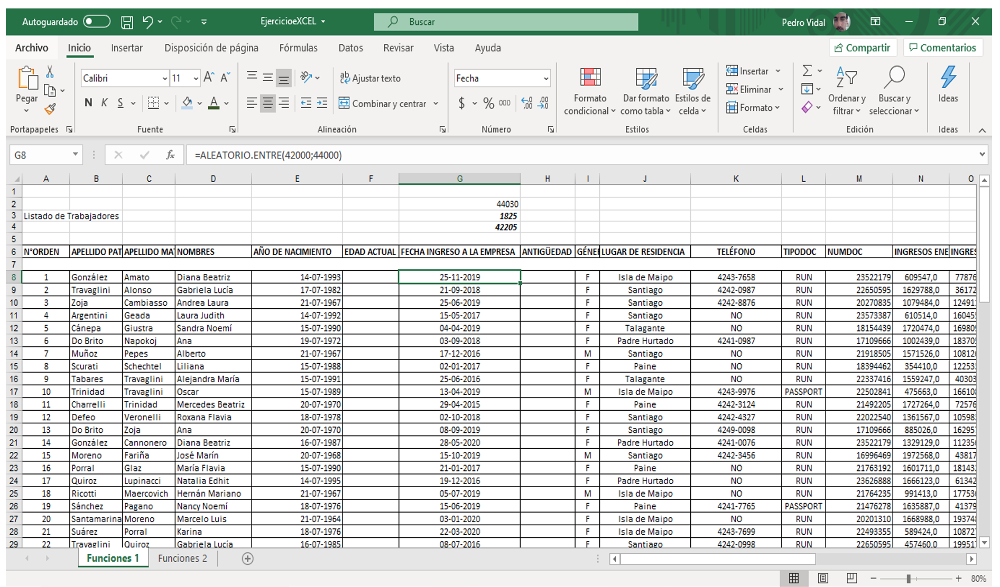 Autoguardado EjercicioeXCEL Buscar Pedro Vidal
Archivo Inicio Insertar Disposición de página Fórmulas Datos Revisar Vista Ayuda Compartir Comentarios
Pegar Calibri 11 Ajustar texto Fecha Formato condicional Dar formato como tabla Estilos de celda Insertar Ordenar y filtrar Buscar y seleccionar Ideas
N K S A Combinar y centrar $ % 000 Eliminar
Formato
Portapapeles Fuente Alineación Número Estilos Celdas Edición Ideas
G8 fx =ALEATORIO.ENTRE(42000;44000)
A B C D E F G H I J K L M N O
1
2 44030
3 Listado de Trabajadores 1825
4 42205
5
6 N°ORDEN APELLIDO PAT APELLIDO MA NOMBRES AÑO DE NACIMIENTO EDAD ACTUAL FECHA INGRESO A LA EMPRESA ANTIGÜEDAD GÉNE LUGAR DE RESIDENCIA TELÉFONO TIPODOC NUMDOC INGRESOS ENE INGRES
7
8 1 González Amato Diana Beatriz 14-07-1993 25-11-2019 F Isla de Maipo 4243-7658 RUN 23522179 609547,0 77876
9 2 Travaglini Alonso Gabriela Lucía 17-07-1982 21-09-2018 F Santiago 4242-0987 RUN 22650595 1629788,0 36172
10 3 Zoja Cambiasso Andrea Laura 21-07-1967 25-06-2019 F Santiago 4242-8876 RUN 20270835 1079484,0 12491
11 4 Argentini Geada Laura Judith 14-07-1992 15-05-2017 F Santiago NO RUN 23573387 610514,0 16045
12 5 Cánepa Giustra Sandra Noemí 15-07-1990 04-04-2019 F Talagante NO RUN 18154439 1720474,0 16980
13 6 Do Brito Napokoj Ana 19-07-1972 03-09-2018 F Padre Hurtado 4241-0987 RUN 17109666 1002439,0 18370
14 7 Muñoz Pepes Alberto 21-07-1967 17-12-2016 M Santiago NO RUN 21918505 1571526,0 10812
15 8 Scurati Schechtel Liliana 15-07-1988 02-01-2017 F Paine NO RUN 18394462 354410,0 12253
16 9 Tabares Travaglini Alejandra María 15-07-1991 25-06-2016 F Talagante NO RUN 22337416 1559247,0 40303
17 10 Trinidad Travaglini Oscar 15-07-1989 13-04-2019 M Isla de Maipo 4243-9976 PASSPORT 22502841 475663,0 16610
18 11 Charrelli Trinidad Mercedes Beatriz 20-07-1970 29-04-2015 F Paine 4242-3124 RUN 21492205 1727264,0 72576
19 12 Defeo Veronelli Roxana Flavia 18-07-1978 02-10-2018 F Santiago 4242-4327 RUN 22022540 1361567,0 10598
20 13 Do Brito Zoja Ana 20-07-1970 08-09-2019 F Santiago 4249-0098 RUN 17109666 885026,0 16295
21 14 González Cannonero Diana Beatriz 16-07-1987 28-05-2020 F Padre Hurtado 4241-0076 RUN 23522179 1329129,0 11235
22 15 Moreno Fariña José Marín 20-07-1968 15-10-2019 M Santiago 4242-3456 RUN 16996469 1972568,0 43817
23 16 Porral Glaz María Flavia 15-07-1990 21-01-2017 F Paine NO RUN 21763192 1601711,0 18143
24 17 Quiroz Lupinacci Natalia Edhit 14-07-1995 19-12-2016 F Padre Hurtado NO RUN 23626888 1666123,0 61342
25 18 Ricotti Maercovich Hernán Mariano 21-07-1967 05-07-2019 M Isla de Maipo NO RUN 21764235 991413,0 17753
26 19 Sánchez Pagano Nancy Noemí 18-07-1976 15-06-2019 F Paine 4241-7765 PASSPORT 21476278 1635887,0 41379
27 20 Santamarina Moreno Marcelo Luis 21-07-1964 03-01-2020 F Isla de Maipo NO RUN 20201310 1668988,0 19374
28 21 Suárez Porral Karina 18-07-1976 22-03-2020 F Isla de Maipo 4243-7699 RUN 22493355 589424,0 10872
29 22 Travaglini Quiroz Gabriela Lucía 16-07-1985 08-07-2016 F Santiago 4242-0998 RUN 22650595 457460,0 19951
Funciones 1 Funciones 2
80%